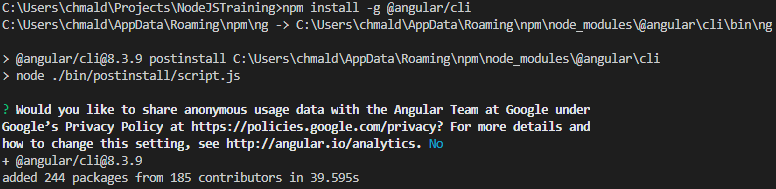 C:\Users\chmald\Projects\NodeJSTraining>npm install -g @angular/cli
C:\Users\chmald\AppData\Roaming\npm\ng -> C:\Users\chmald\AppData\Roaming\npm\node_modules\@angular\cli\bin\ng
> @angular/cli@8.3.9 postinstall C:\Users\chmald\AppData\Roaming\npm\node_modules\@angular\cli
> node ./bin/postinstall/script.js
? Would you like to share anonymous usage data with the Angular Team at Google under
Google’s Privacy Policy at https://policies.google.com/privacy? For more details and
how to change this setting, see http://angular.io/analytics. No
+ @angular/cli@8.3.9
added 244 packages from 185 contributors in 39.595s